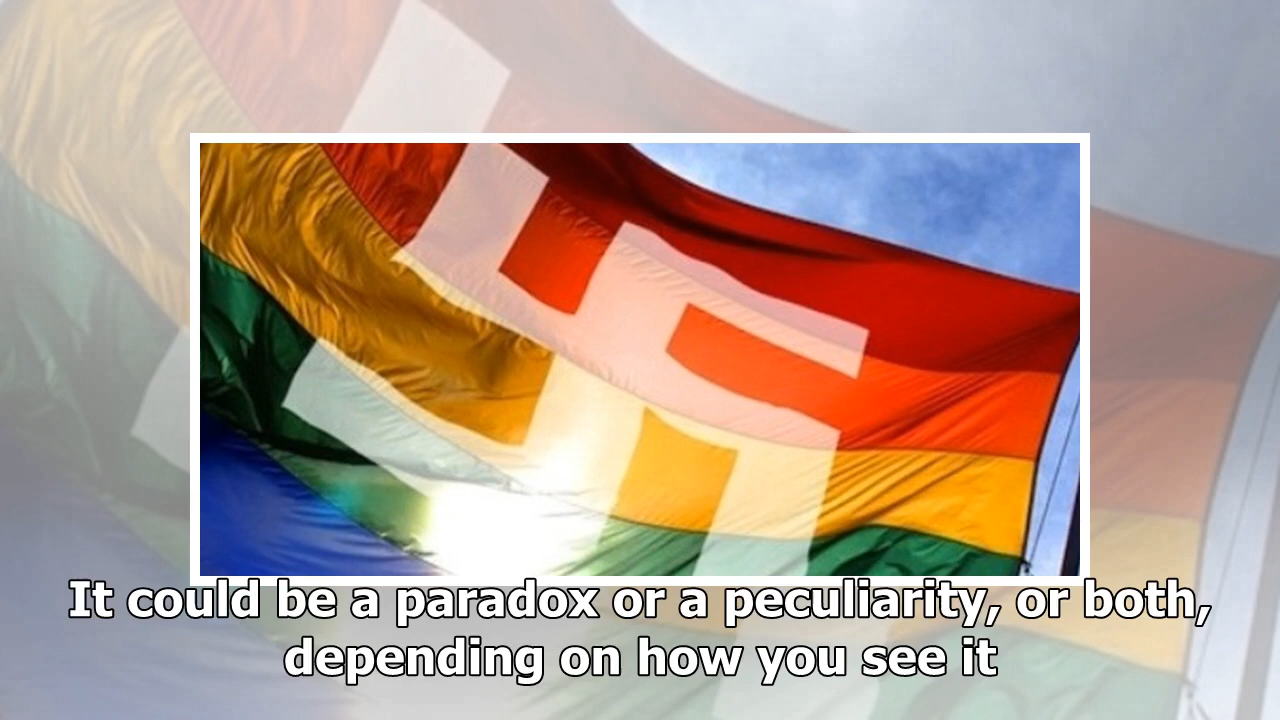 It could be a paradox or a peculiarity, or both,
depending on how you see it